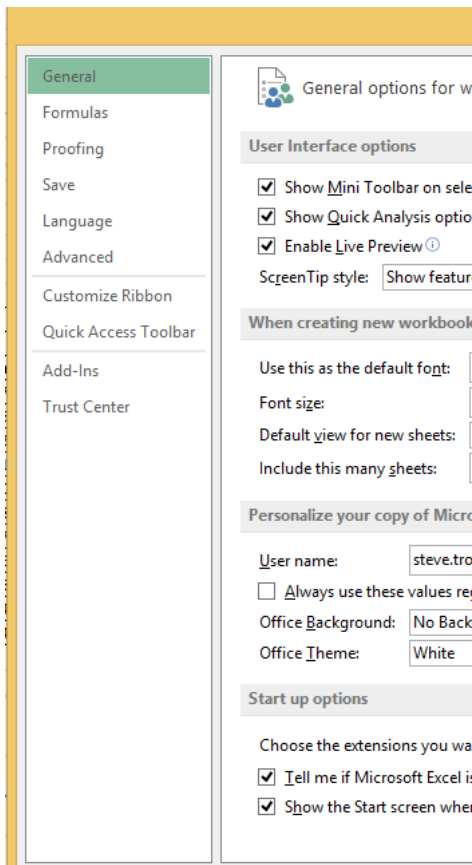 General
Formulas
Proofing
Save
Language
Advanced
Customize Ribbon
Quick Access Toolbar
Add-Ins
Trust Center
General options for w
User Interface options
Show Mini Toolbar on sele
Show Quick Analysis optio
Enable Live Preview
ScreenTip style: Show featur
When creating new workbook
Use this as the default font:
Font size:
Default view for new sheets:
Include this many sheets:
Personalize your copy of Micro
User name: steve.tro
Always use these values re
Office Background: No Back
Office Theme: White
Start up options
Choose the extensions you wa
Tell me if Microsoft Excel is
Show the Start screen when